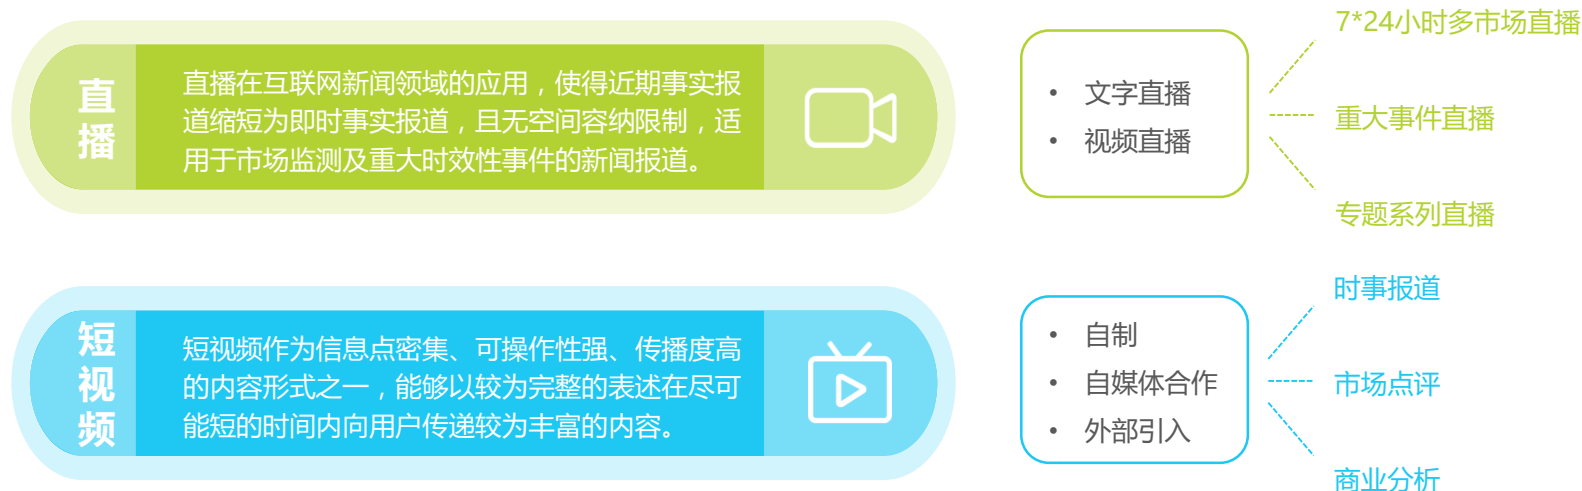 直播
直播在互联网新闻领域的应用，使得近期事实报
道缩短为即时事实报道，且无空间容纳限制，适
用于市场监测及重大时效性事件的新闻报道。
• 文字直播
• 视频直播
7*24小时多市场直播
重大事件直播
专题系列直播
短视频
短视频作为信息点密集、可操作性强、传播度高
的内容形式之一，能够以较为完整的表述在尽可
能短的时间内向用户传递较为丰富的内容。
• 自制
• 自媒体合作
• 外部引入
时事报道
市场点评
商业分析